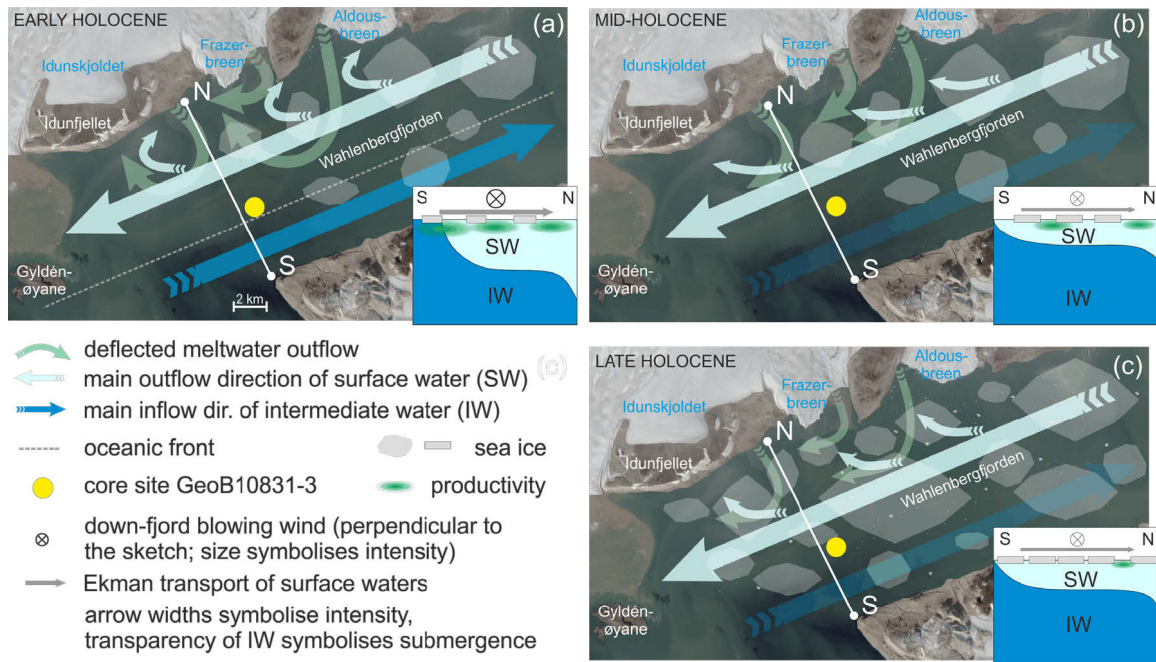 EARLY HOLOCENE
(a)
Aldous-
breen
Frazer-
breen
Idunskjoldet
N
Idunfjellet
Wahlenbergfjorden
S N
SW
IW
Gyldén-
øyane
S
2 km
MID-HOLOCENE
(b)
Aldous-
breen
Frazer-
breen
Idunskjoldet
N
Idunfjellet
Wahlenbergfjorden
S N
SW
IW
Gyldén-
øyane
S
deflected meltwater outflow
(c)
main outflow direction of surface water (SW)
main inflow dir. of intermediate water (IW)
oceanic front
sea ice
core site GeoB10831-3
productivity
down-fjord blowing wind (perpendicular to
the sketch; size symbolises intensity)
Ekman transport of surface waters
arrow widths symbolise intensity,
transparency of IW symbolises submergence
LATE HOLOCENE
(c)
Aldous-
breen
Frazer-
breen
Idunskjoldet
N
Idunfjellet
Wahlenbergfjorden
S N
SW
IW
Gyldén-
øyane
S